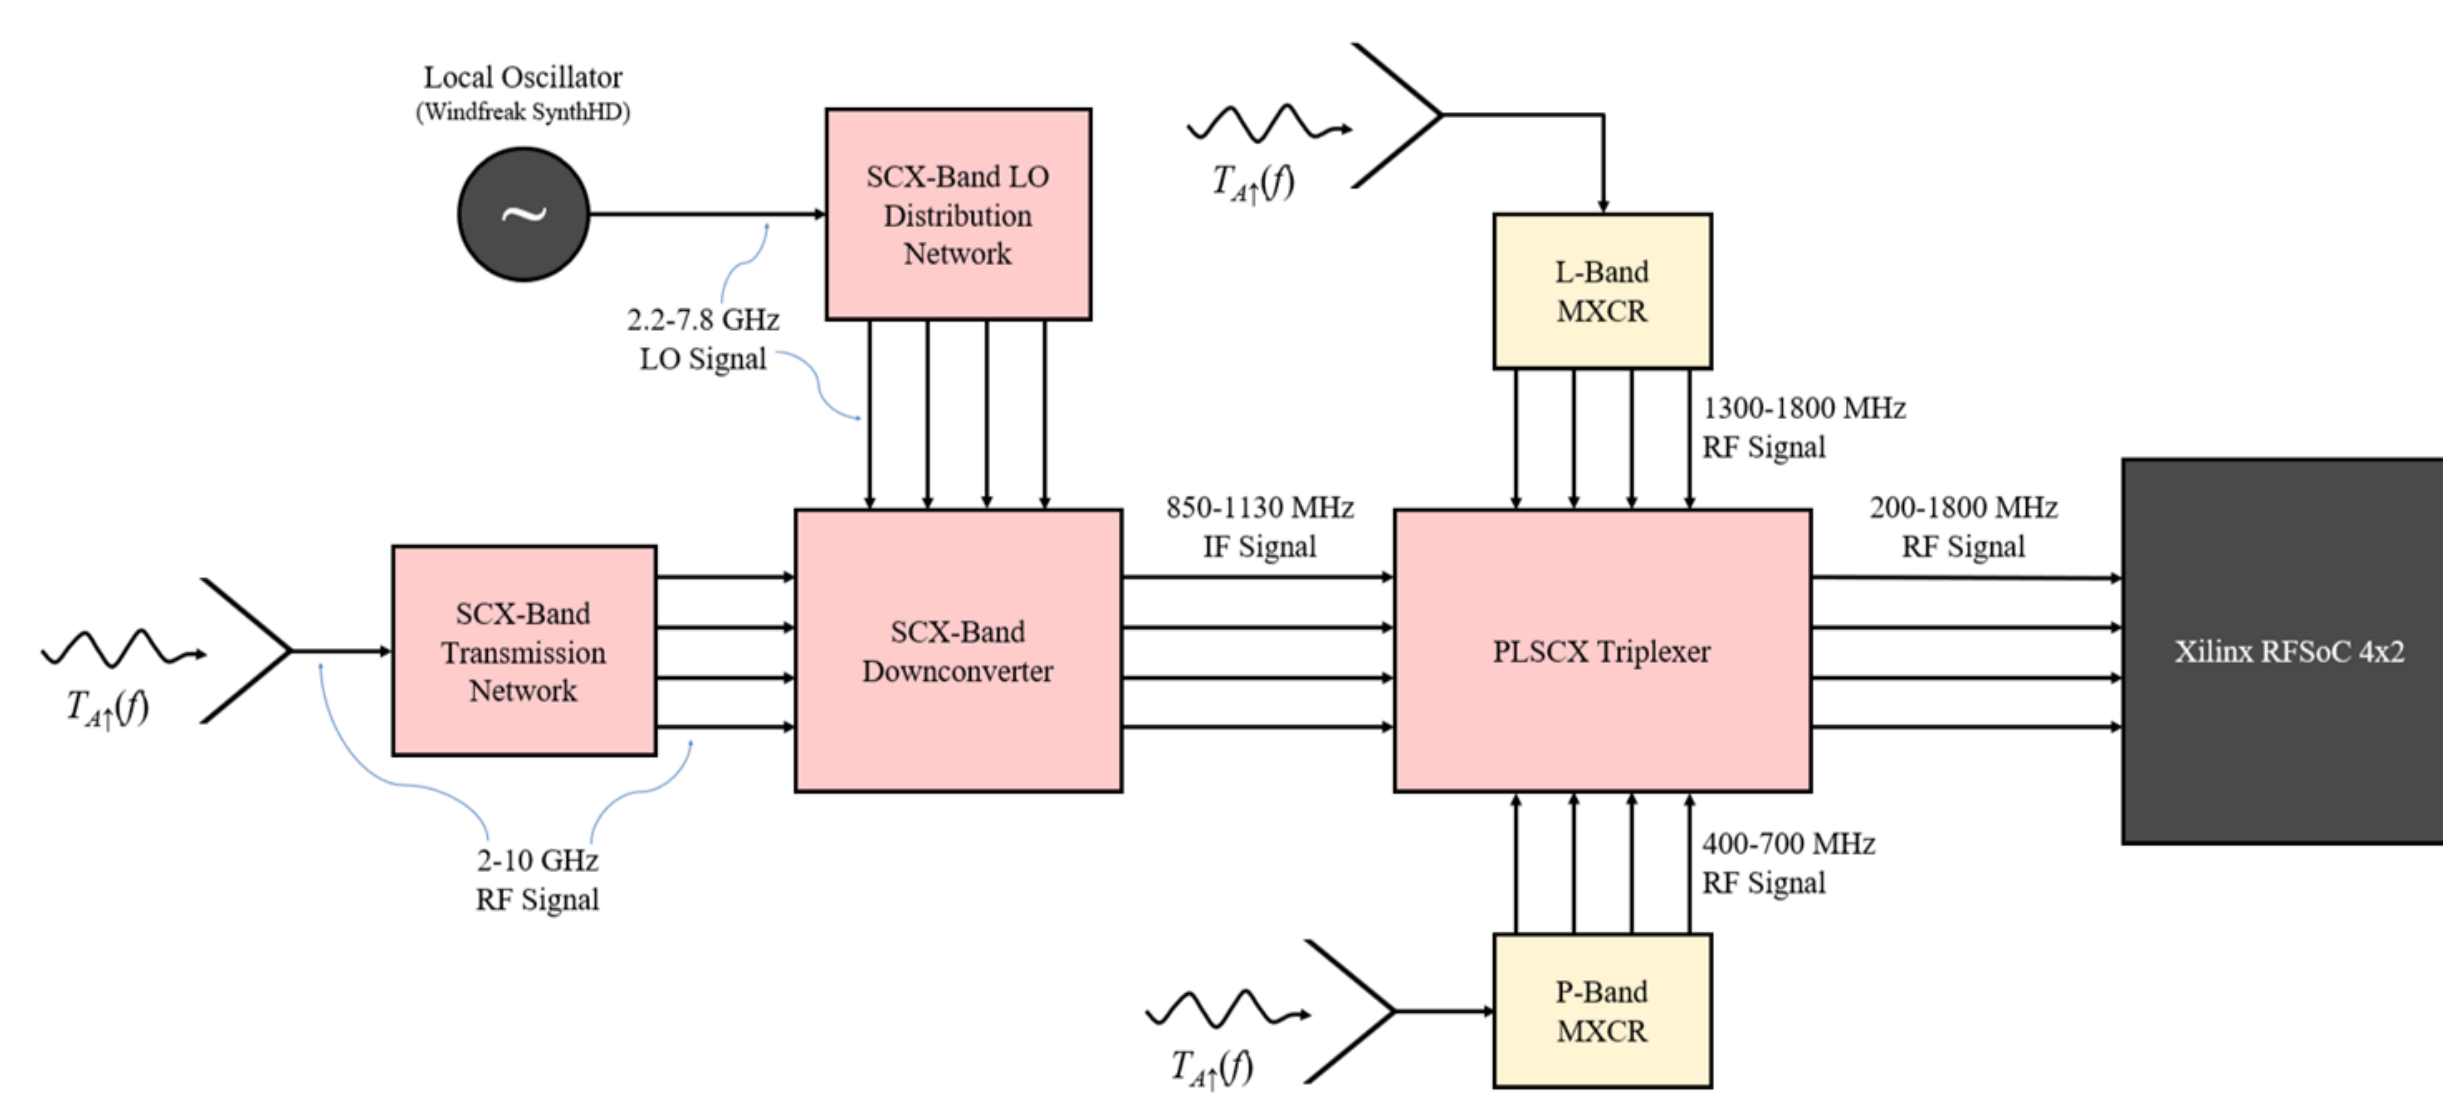 Local Oscillator
(Windfreak SynthHD)
~
SCX-Band LO
Distribution
Network
2.2-7.8 GHz
LO Signal
T_A↑(f)
L-Band
MXCR
1300-1800 MHz
RF Signal
T_A↑(f)
SCX-Band
Transmission
Network
2-10 GHz
RF Signal
SCX-Band
Downconverter
850-1130 MHz
IF Signal
PLSCX Triplexer
200-1800 MHz
RF Signal
Xilinx RFSoC 4x2
400-700 MHz
RF Signal
T_A↑(f)
P-Band
MXCR